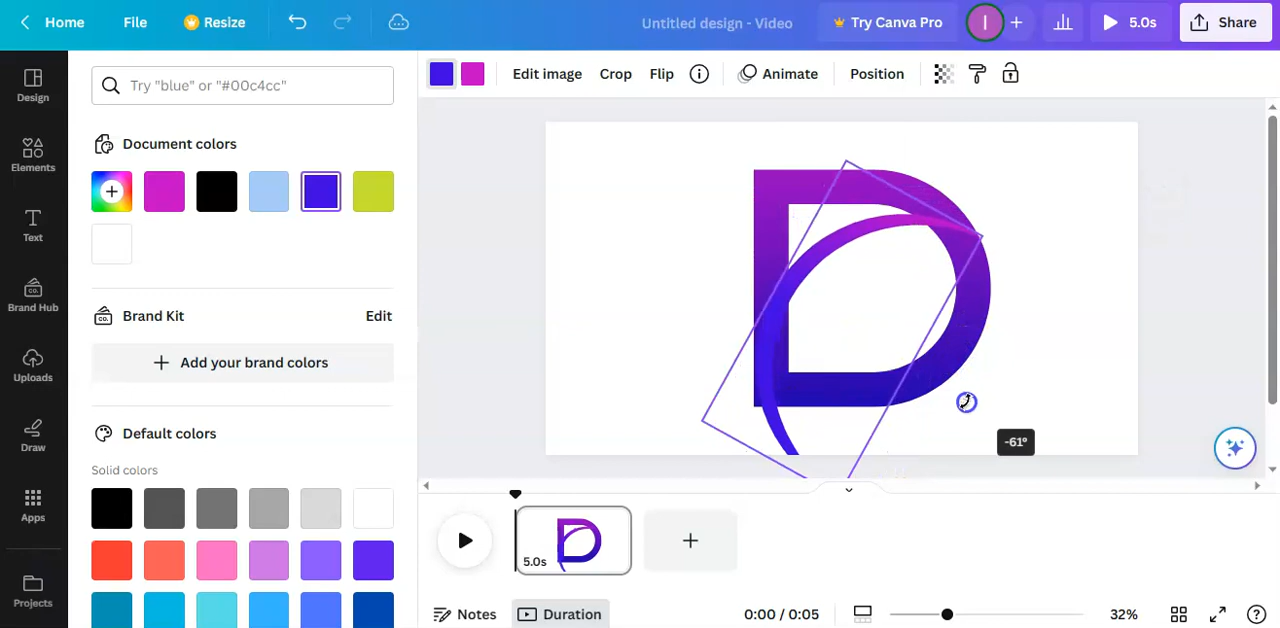 Home File Resize Untitled design - Video Try Canva Pro I 5.0s Share
Design
Elements
Text
Brand Hub
CO.
Uploads
Draw
Apps
Projects
Try "blue" or "#00c4cc"
Document colors
CO. Brand Kit Edit
Add your brand colors
Default colors
Solid colors
Edit image Crop Flip Animate Position
D
-61°
5.0s
Notes Duration 0:00 / 0:05 32%